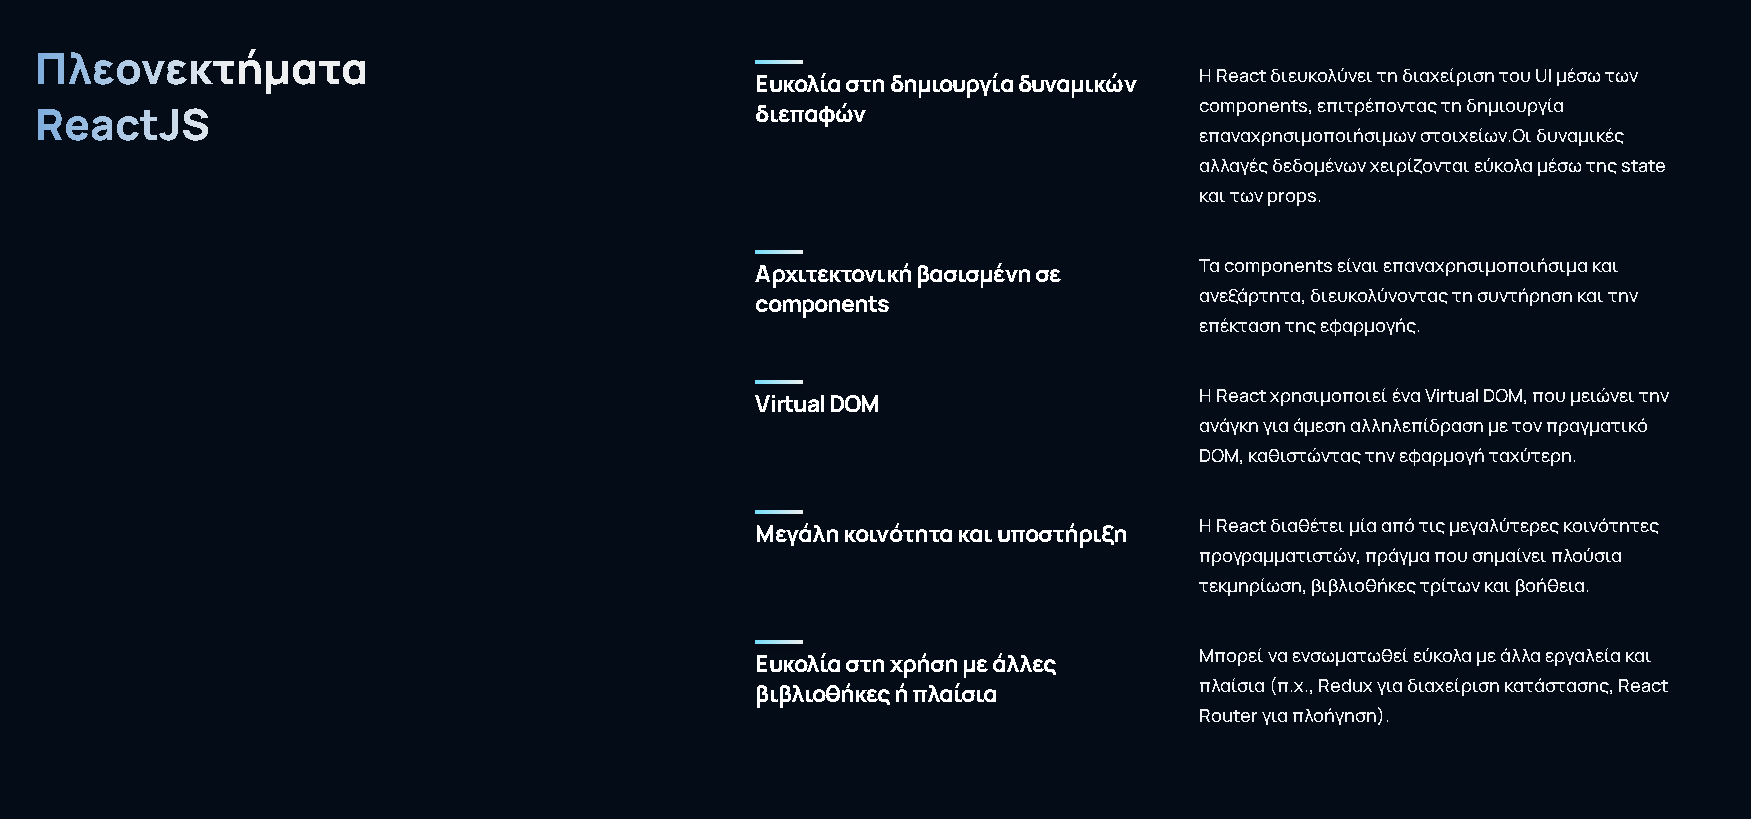 Πλεονεκτήματα
ReactJS
Ευκολία στη δημιουργία δυναμικών
διεπαφών
Η React διευκολύνει τη διαχείριση του UI μέσω των
components, επιτρέποντας τη δημιουργία
επαναχρησιμοποιήσιμων στοιχείων.Οι δυναμικές
αλλαγές δεδομένων χειρίζονται εύκολα μέσω της state
και των props.
Αρχιτεκτονική βασισμένη σε
components
Τα components είναι επαναχρησιμοποιήσιμα και
ανεξάρτητα, διευκολύνοντας τη συντήρηση και την
επέκταση της εφαρμογής.
Virtual DOM
Η React χρησιμοποιεί ένα Virtual DOM, που μειώνει την
ανάγκη για άμεση αλληλεπίδραση με τον πραγματικό
DOM, καθιστώντας την εφαρμογή ταχύτερη.
Μεγάλη κοινότητα και υποστήριξη
Η React διαθέτει μία από τις μεγαλύτερες κοινότητες
προγραμματιστών, πράγμα που σημαίνει πλούσια
τεκμηρίωση, βιβλιοθήκες τρίτων και βοήθεια.
Ευκολία στη χρήση με άλλες
βιβλιοθήκες ή πλαίσια
Μπορεί να ενσωματωθεί εύκολα με άλλα εργαλεία και
πλαίσια (π.χ., Redux για διαχείριση κατάστασης, React
Router για πλοήγηση).